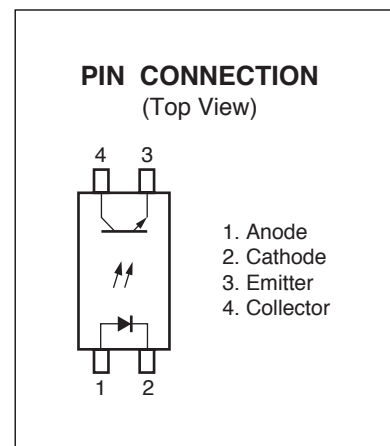 PIN CONNECTION
(Top View)
4 3
1. Anode
2. Cathode
3. Emitter
4. Collector
1 2